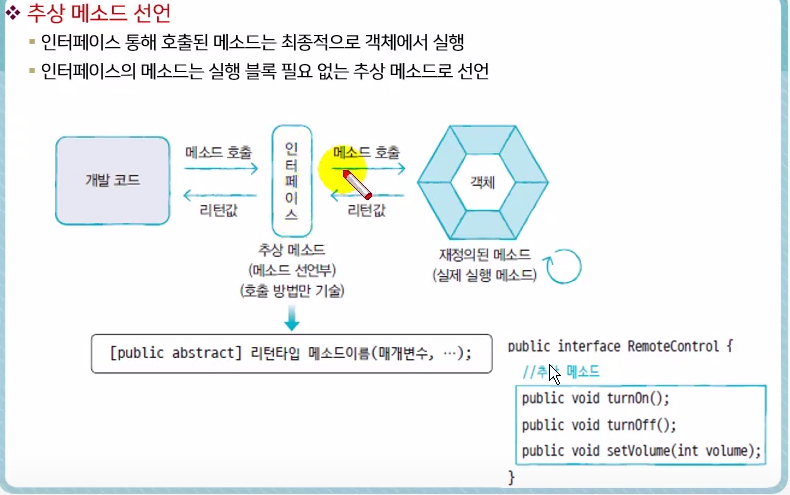 추상 메소드 선언
인터페이스 통해 호출된 메소드는 최종적으로 객체에서 실행
인터페이스의 메소드는 실행 블록 필요 없는 추상 메소드로 선언
개발 코드
메소드 호출
리턴값
인터페이스
메소드 호출
리턴값
객체
추상 메소드
(메소드 선언부)
(호출 방법만 기술)
재정의된 메소드
(실제 실행 메소드)
[public abstract] 리턴타입 메소드이름(매개변수, …);
public interface RemoteControl {
//추상 메소드
public void turnOn();
public void turnOff();
public void setVolume(int volume);
}